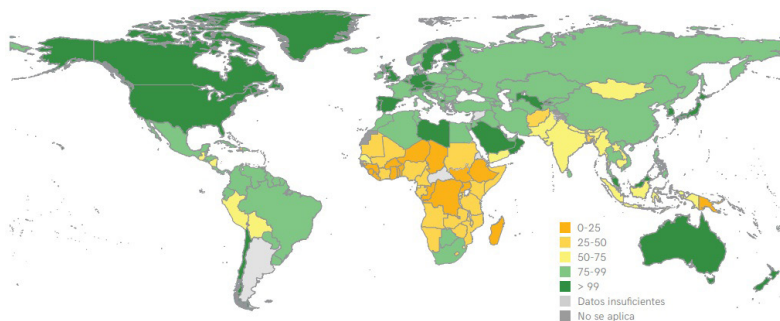 0-25
25-50
50-75
75-99
> 99
Datos insuficientes
No se aplica